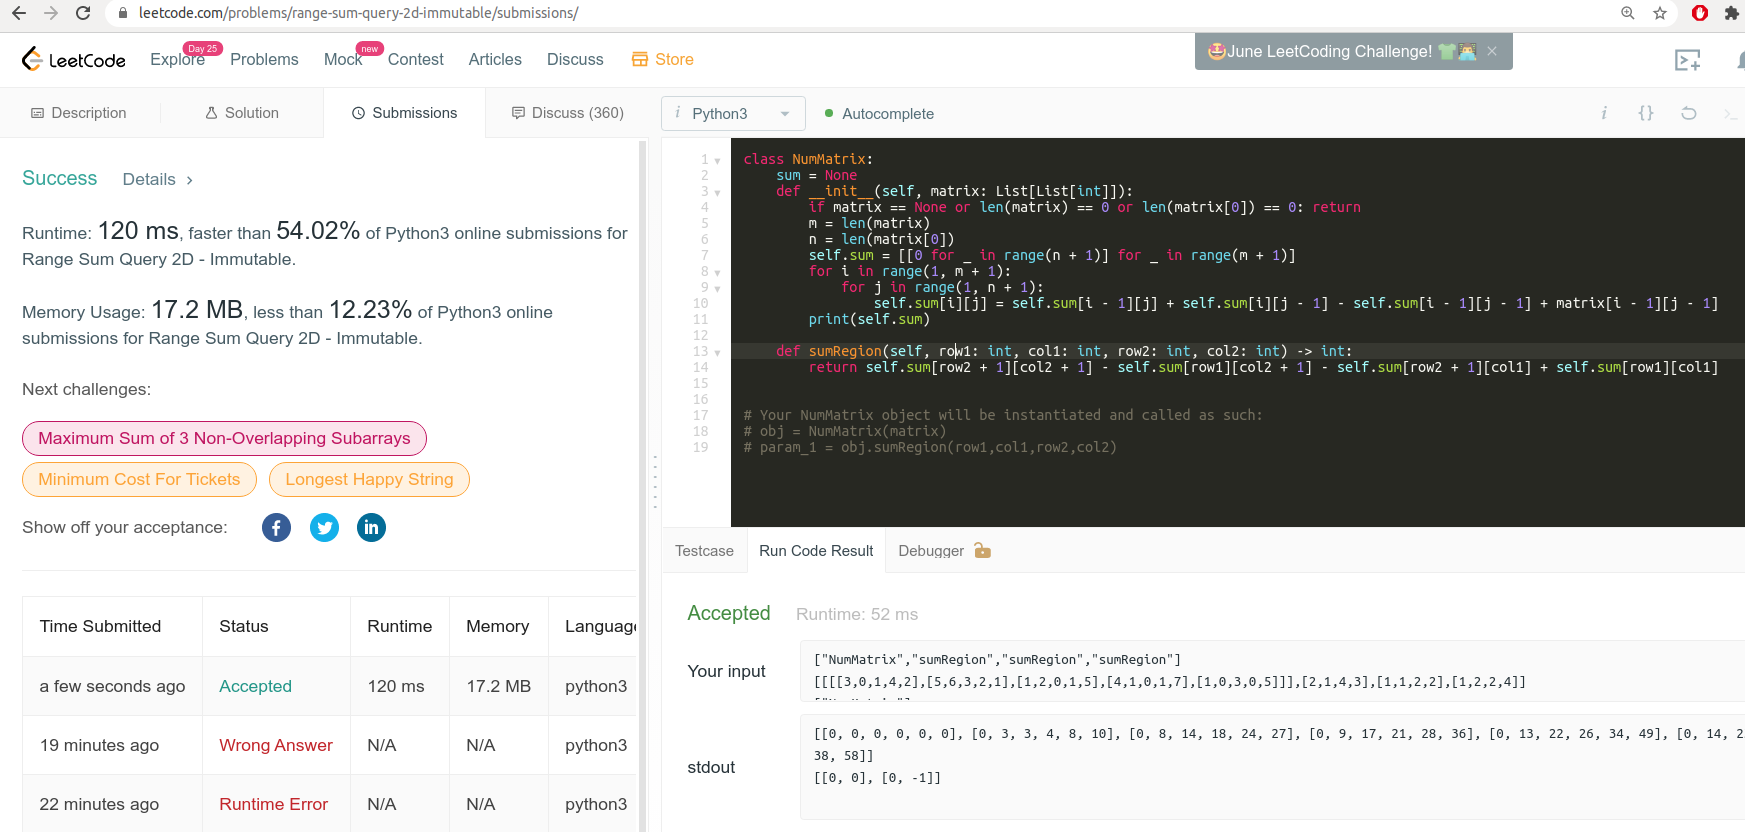 leetcode.com/problems/range-sum-query-2d-immutable/submissions/
LeetCode
Explore
Day 25
Problems
Mock
new
Contest
Articles
Discuss
Store
June LeetCoding Challenge!
Description
Solution
Submissions
Discuss (360)
i Python3
Autocomplete
i {}
Success Details
Runtime: 120 ms, faster than 54.02% of Python3 online submissions for
Range Sum Query 2D - Immutable.
Memory Usage: 17.2 MB, less than 12.23% of Python3 online
submissions for Range Sum Query 2D - Immutable.
Next challenges:
Maximum Sum of 3 Non-Overlapping Subarrays
Minimum Cost For Tickets
Longest Happy String
Show off your acceptance:
Time Submitted Status Runtime Memory Language
a few seconds ago Accepted 120 ms 17.2 MB python3
19 minutes ago Wrong Answer N/A N/A python3
22 minutes ago Runtime Error N/A N/A python3
1 class NumMatrix:
2 sum = None
3 def __init__(self, matrix: List[List[int]]):
4 if matrix == None or len(matrix) == 0 or len(matrix[0]) == 0: return
5 m = len(matrix)
6 n = len(matrix[0])
7 self.sum = [[0 for _ in range(n + 1)] for _ in range(m + 1)]
8 for i in range(1, m + 1):
9 for j in range(1, n + 1):
10 self.sum[i][j] = self.sum[i - 1][j] + self.sum[i][j - 1] - self.sum[i - 1][j - 1] + matrix[i - 1][j - 1]
11 print(self.sum)
12
13 def sumRegion(self, row1: int, col1: int, row2: int, col2: int) -> int:
14 return self.sum[row2 + 1][col2 + 1] - self.sum[row1][col2 + 1] - self.sum[row2 + 1][col1] + self.sum[row1][col1]
15
16
17 # Your NumMatrix object will be instantiated and called as such:
18 # obj = NumMatrix(matrix)
19 # param_1 = obj.sumRegion(row1,col1,row2,col2)
Testcase
Run Code Result
Debugger
Accepted Runtime: 52 ms
Your input
["NumMatrix","sumRegion","sumRegion","sumRegion"]
[[[[3,0,1,4,2],[5,6,3,2,1],[1,2,0,1,5],[4,1,0,1,7],[1,0,3,0,5]]],[2,1,4,3],[1,1,2,2],[1,2,2,4]]
stdout
[[0, 0, 0, 0, 0, 0], [0, 3, 3, 4, 8, 10], [0, 8, 14, 18, 24, 27], [0, 9, 17, 21, 28, 36], [0, 13, 22, 26, 34, 49], [0, 14, 2
38, 58]]
[[0, 0], [0, -1]]